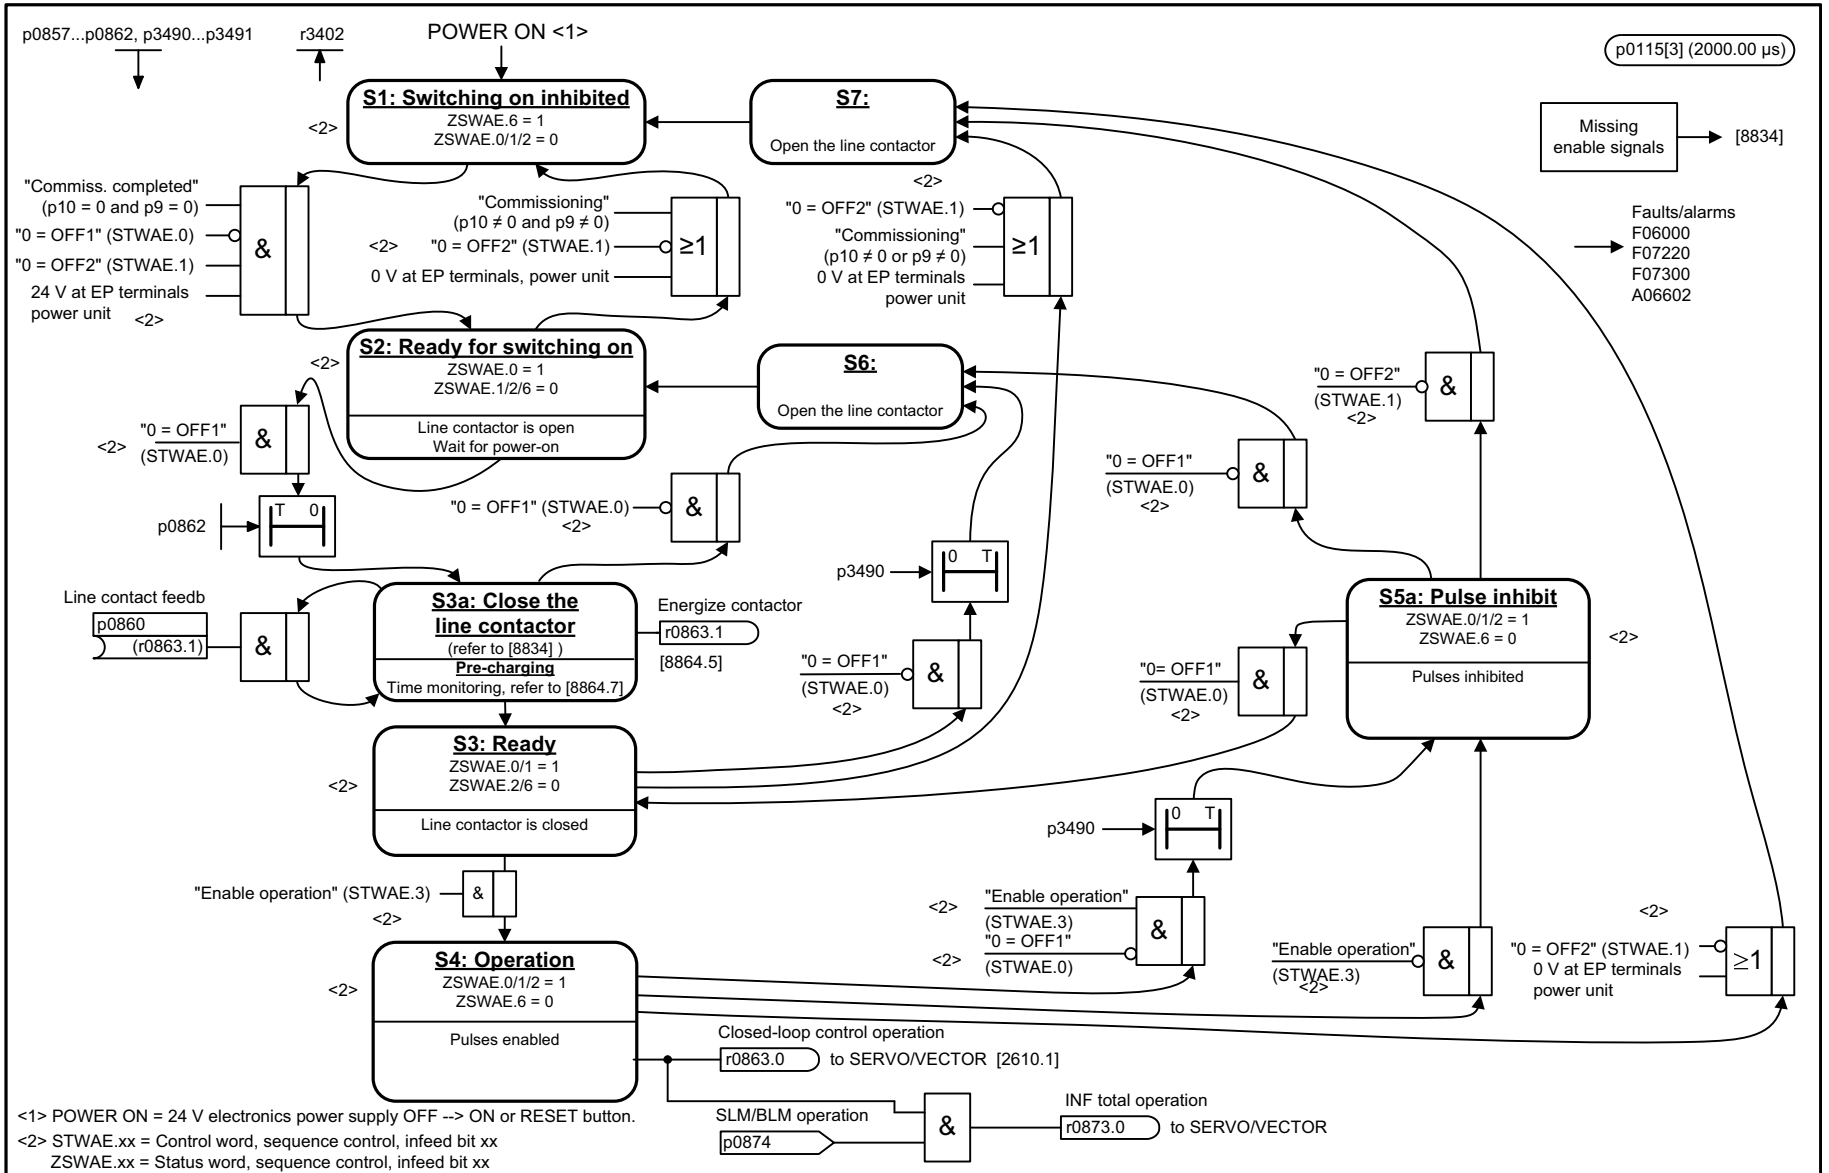 p0857...p0862, p3490...p3491
r3402
POWER ON <1>
p0115[3] (2000.00 µs)
S1: Switching on inhibited
ZSWAE.6 = 1
ZSWAE.0/1/2 = 0
<2>
S7:
Open the line contactor
Missing
enable signals
[8834]
"Commiss. completed"
(p10 = 0 and p9 = 0)
"0 = OFF1" (STWAE.0)
"0 = OFF2" (STWAE.1)
24 V at EP terminals
power unit
<2>
&
"Commissioning"
(p10 ≠ 0 and p9 ≠ 0)
<2>
"0 = OFF2" (STWAE.1)
0 V at EP terminals, power unit
≥1
<2>
"0 = OFF2" (STWAE.1)
"Commissioning"
(p10 ≠ 0 or p9 ≠ 0)
0 V at EP terminals
power unit
≥1
Faults/alarms
F06000
F07220
F07300
A06602
S2: Ready for switching on
ZSWAE.0 = 1
ZSWAE.1/2/6 = 0
Line contactor is open
Wait for power-on
<2>
S6:
Open the line contactor
"0 = OFF2"
(STWAE.1)
<2>
&
<2>
"0 = OFF1"
(STWAE.0)
&
"0 = OFF1"
(STWAE.0)
<2>
&
p0862
T 0
"0 = OFF1" (STWAE.0)
<2>
&
p3490
0 T
Line contact feedb
p0860
(r0863.1)
&
S3a: Close the
line contactor
(refer to [8834] )
Pre-charging
Time monitoring, refer to [8864.7]
Energize contactor
r0863.1
[8864.5]
"0 = OFF1"
(STWAE.0)
<2>
&
"0= OFF1"
(STWAE.0)
<2>
&
S5a: Pulse inhibit
ZSWAE.0/1/2 = 1
ZSWAE.6 = 0
Pulses inhibited
<2>
S3: Ready
ZSWAE.0/1 = 1
ZSWAE.2/6 = 0
Line contactor is closed
<2>
p3490
0 T
"Enable operation" (STWAE.3)
<2>
&
<2>
"Enable operation"
(STWAE.3)
"0 = OFF1"
<2>
(STWAE.0)
&
"Enable operation"
(STWAE.3)
<2>
&
<2>
"0 = OFF2" (STWAE.1)
0 V at EP terminals
power unit
≥1
S4: Operation
ZSWAE.0/1/2 = 1
ZSWAE.6 = 0
Pulses enabled
<2>
Closed-loop control operation
r0863.0
to SERVO/VECTOR [2610.1]
SLM/BLM operation
p0874
&
INF total operation
r0873.0
to SERVO/VECTOR
<1> POWER ON = 24 V electronics power supply OFF --> ON or RESET button.
<2> STWAE.xx = Control word, sequence control, infeed bit xx
ZSWAE.xx = Status word, sequence control, infeed bit xx